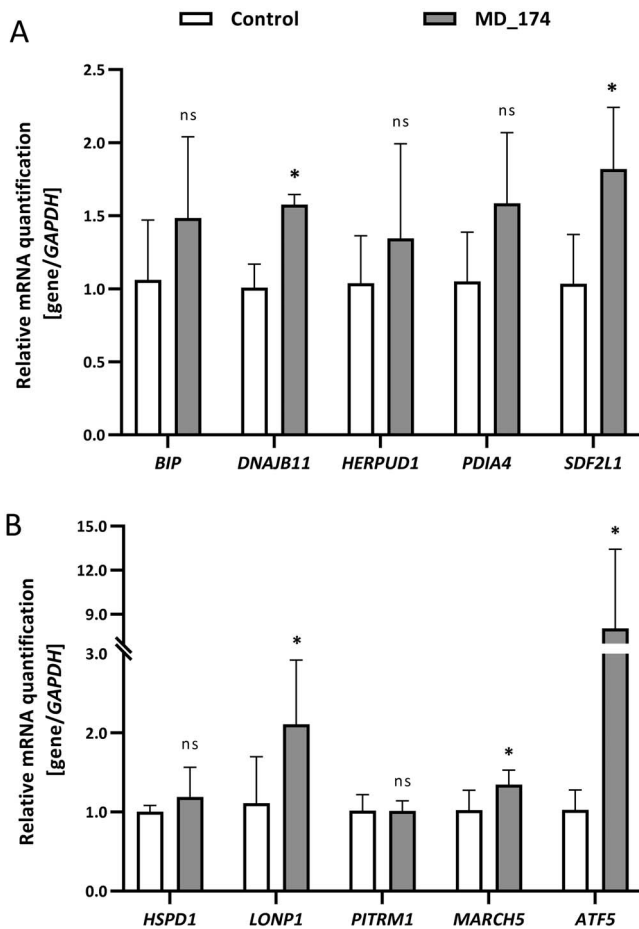 A
Control MD_174
Relative mRNA quantification
[gene/GAPDH]
2.5
2.0
1.5
1.0
0.5
0.0
ns
*
ns
ns
*
BIP DNAJB11 HERPUD1 PDIA4 SDF2L1
B
Relative mRNA quantification
[gene/GAPDH]
15.0
12.0
9.0
3.0
2.0
1.0
0.0
ns
*
ns
*
*
HSPD1 LONP1 PITRM1 MARCH5 ATF5